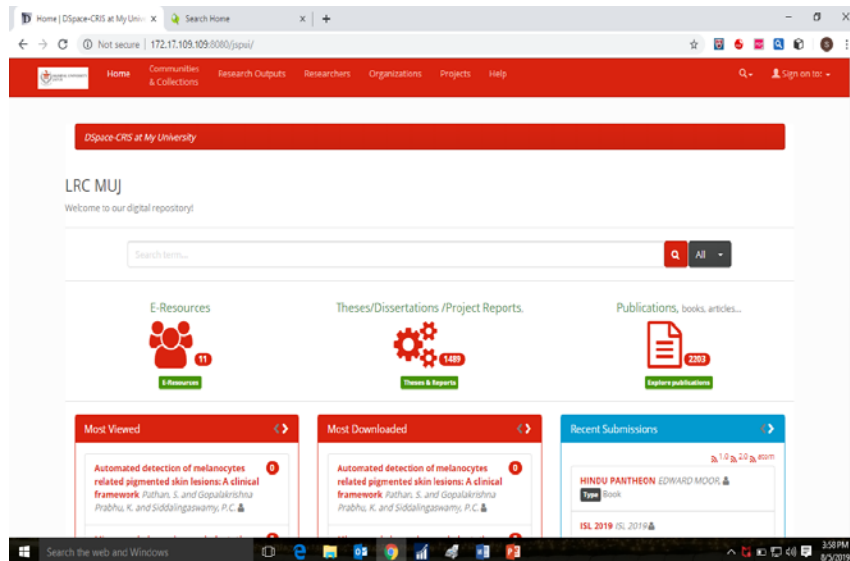 Home | DSpace-CRIS at My Univ x
Search Home x
Not secure | 172.17.109.109:8080/jspui/
Home
Communities
& Collections
Research Outputs
Researchers
Organizations
Projects
Help
Sign on to:
DSpace-CRIS at My University
LRC MUJ
Welcome to our digital repository!
Search term...
All
E-Resources
11
E-Resources
Theses/Dissertations /Project Reports.
1489
Theses & Reports
Publications, books, articles...
2203
Explore publications
Most Viewed
Automated detection of melanocytes
related pigmented skin lesions: A clinical
framework Pathan, S. and Gopalakrishna
Prabhu, K. and Siddalingaswamy, P.C.
0
Most Downloaded
Automated detection of melanocytes
related pigmented skin lesions: A clinical
framework Pathan, S. and Gopalakrishna
Prabhu, K. and Siddalingaswamy, P.C.
0
Recent Submissions
1.0 2.0 atom
HINDU PANTHEON EDWARD MOOR,
Type Book
ISL 2019 ISL 2019
Search the web and Windows
3:58 PM
8/5/2019